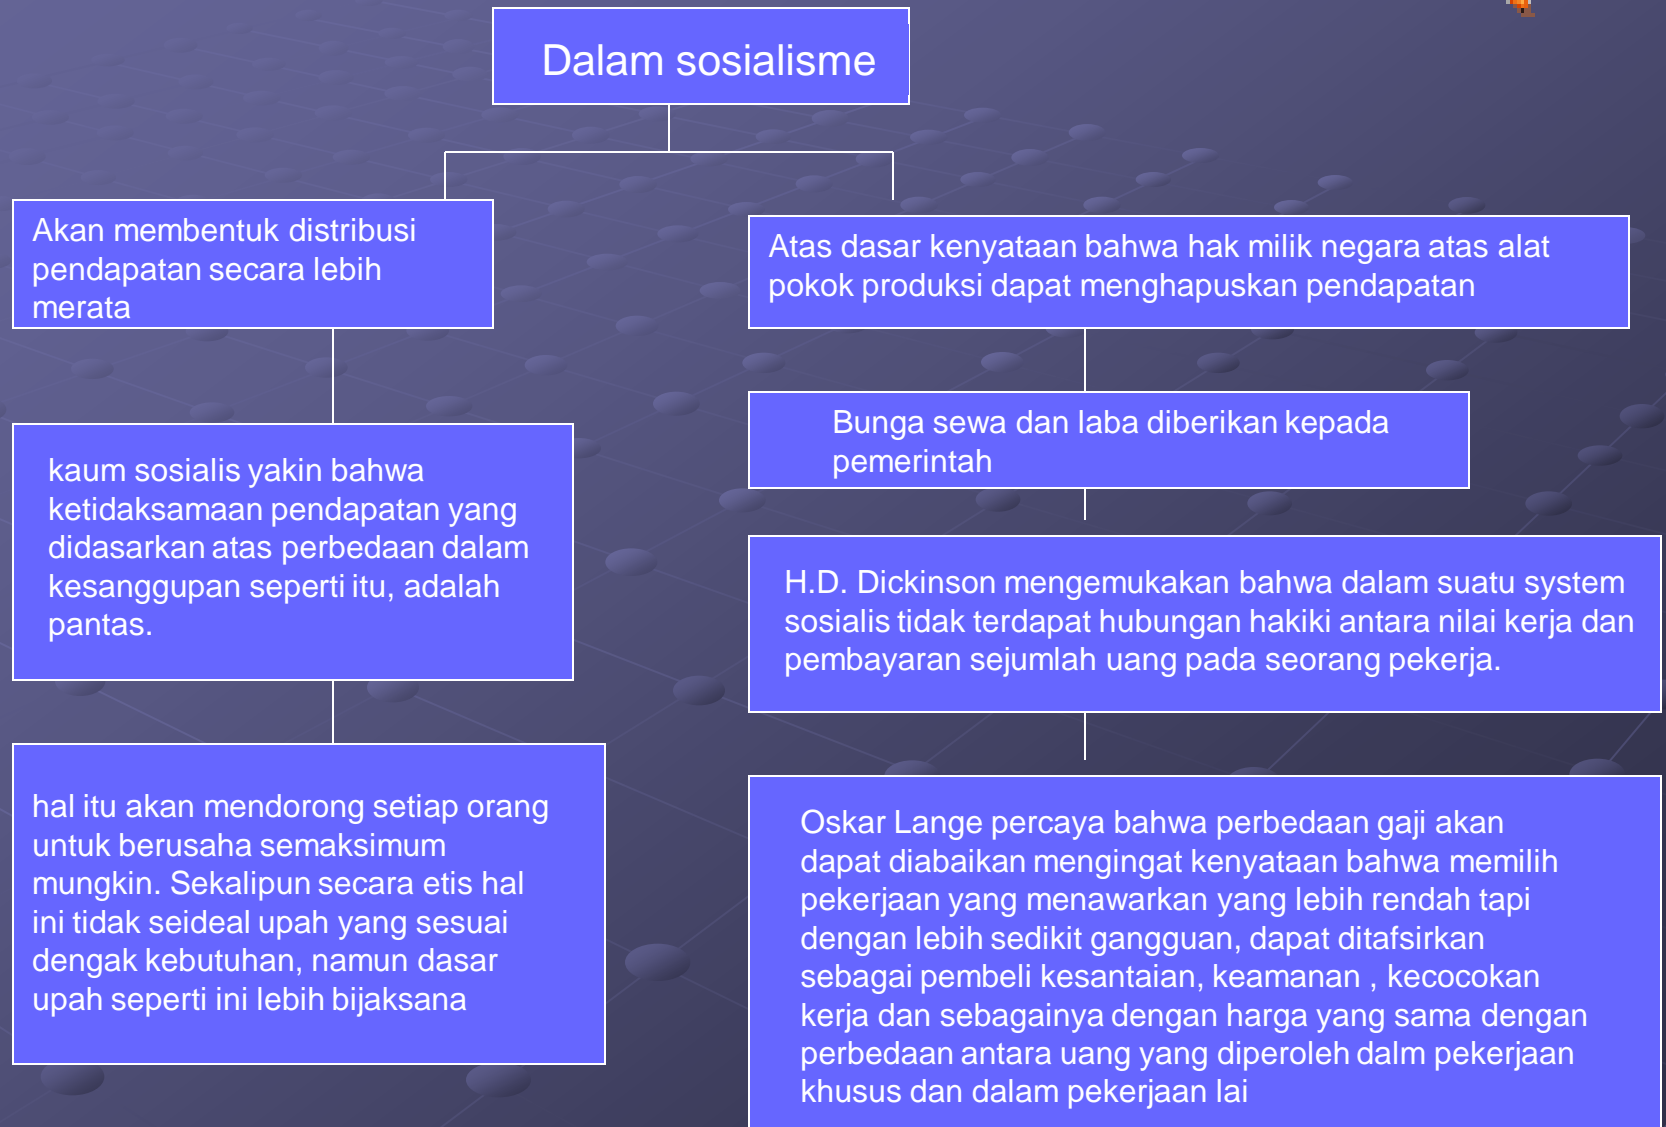 Dalam sosialisme
Akan membentuk distribusi
pendapatan secara lebih
merata
kaum sosialis yakin bahwa
ketidaksamaan pendapatan yang
didasarkan atas perbedaan dalam
kesanggupan seperti itu, adalah
pantas.
hal itu akan mendorong setiap orang
untuk berusaha semaksimum
mungkin. Sekalipun secara etis hal
ini tidak seideal upah yang sesuai
dengak kebutuhan, namun dasar
upah seperti ini lebih bijaksana
Atas dasar kenyataan bahwa hak milik negara atas alat
pokok produksi dapat menghapuskan pendapatan
Bunga sewa dan laba diberikan kepada
pemerintah
H.D. Dickinson mengemukakan bahwa dalam suatu system
sosialis tidak terdapat hubungan hakiki antara nilai kerja dan
pembayaran sejumlah uang pada seorang pekerja.
Oskar Lange percaya bahwa perbedaan gaji akan
dapat diabaikan mengingat kenyataan bahwa memilih
pekerjaan yang menawarkan yang lebih rendah tapi
dengan lebih sedikit gangguan, dapat ditafsirkan
sebagai pembeli kesantaian, keamanan , kecocokan
kerja dan sebagainya dengan harga yang sama dengan
perbedaan antara uang yang diperoleh dalm pekerjaan
khusus dan dalam pekerjaan lai